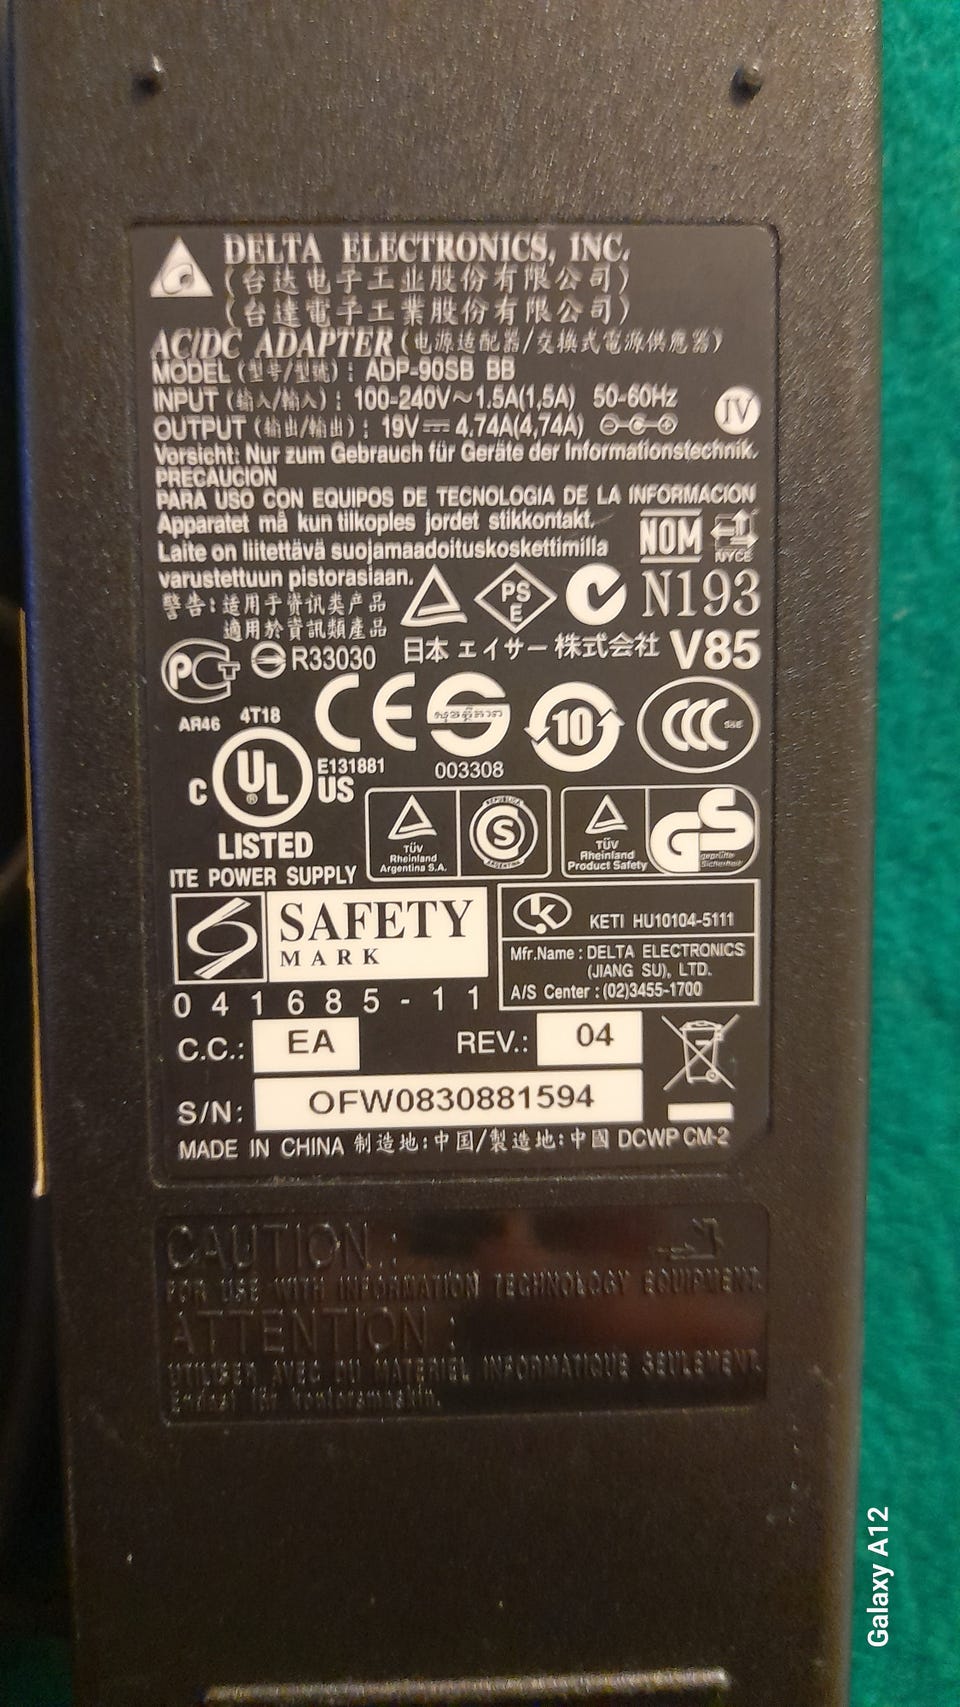 DELTA ELECTRONICS, INC.
(台达电子工业股份有限公司)
(台達電子工業股份有限公司)
AC/DC ADAPTER (电源适配器/交換式電源供應器)
MODEL (型号/型號) : ADP-90SB BB
INPUT (输入/輸入) : 100-240V~1.5A(1,5A) 50-60Hz
IV
OUTPUT (输出/輸出) : 19V⎓4,74A(4,74A)
Vorsicht: Nur zum Gebrauch für Geräte der Informationstechnik.
PRECAUCION
PARA USO CON EQUIPOS DE TECNOLOGIA DE LA INFORMACION
Apparatet må kun tilkoples jordet stikkontakt.
NOM NYCE
Laite on liitettävä suojamaadoituskoskettimilla
varustettuun pistorasiaan.
警告: 适用于资讯类产品
適用於資訊類產品
PS E
N193
PCT R33030
日本エイサー株式会社 V85
AR46 4T18
CE
003308
10
CCC S&E
C UL US
E131881
LISTED
ITE POWER SUPPLY
TÜV
Rheinland
Argentina S.A.
S
ARGENTINA
TÜV
Rheinland
Product Safety
GS
geprüfte
Sicherheit
SAFETY
MARK
041685-11
KETI HU10104-5111
Mfr.Name : DELTA ELECTRONICS
(JIANG SU), LTD.
A/S Center : (02)3455-1700
C.C.: EA REV.: 04
S/N: OFW0830881594
MADE IN CHINA 制造地:中国/製造地:中國 DCWP CM-2
CAUTION :
FOR USE WITH INFORMATION TECHNOLOGY EQUIPMENT.
ATTENTION :
UTILISER AVEC DU MATERIEL INFORMATIQUE SEULEMENT.
Endast för kontorsmaskin.
Galaxy A12